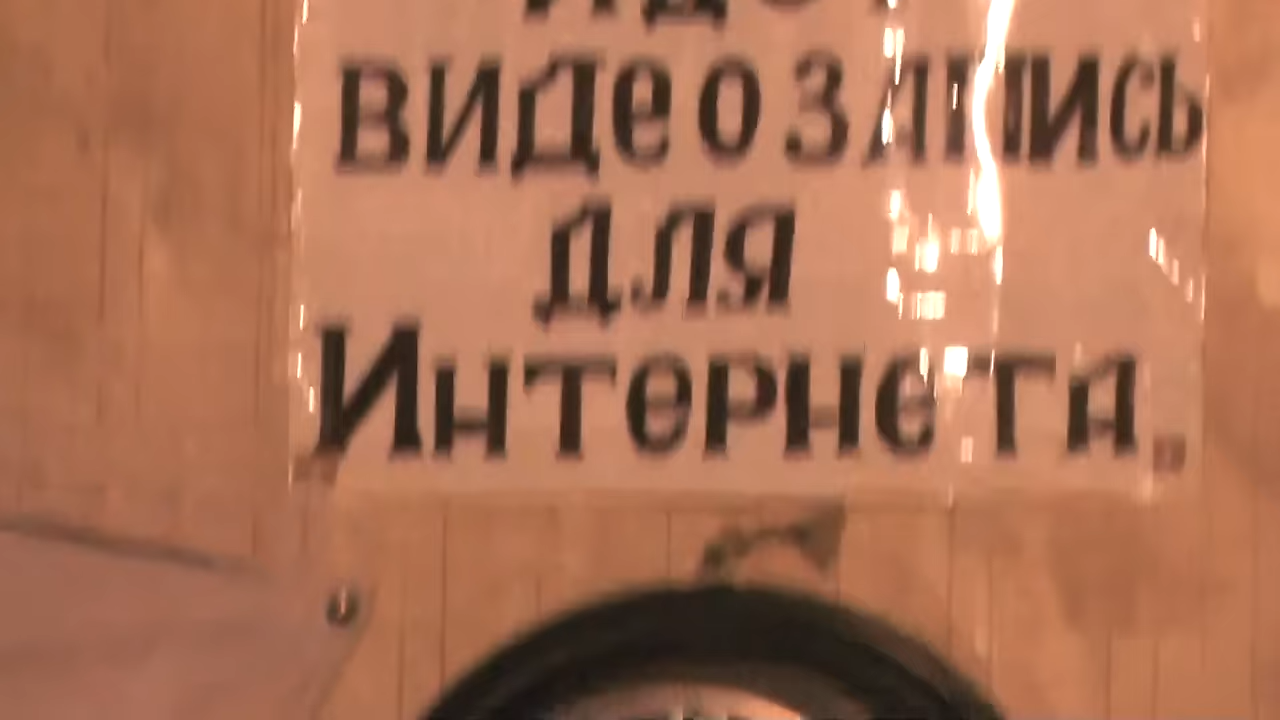 видеозапись
для
Интернета.